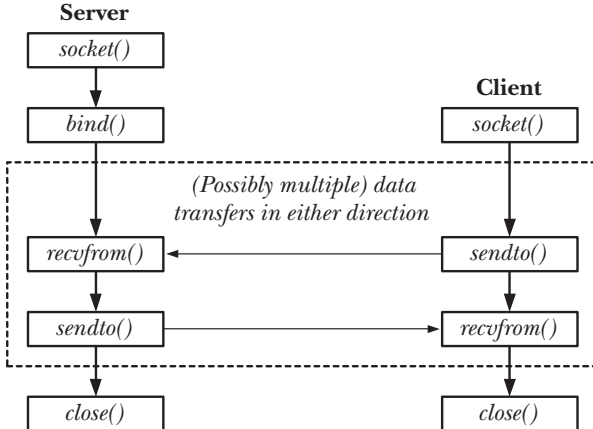 Server
socket()
Client
bind()
socket()
(Possibly multiple) data
transfers in either direction
recvfrom()
sendto()
sendto()
recvfrom()
close()
close()